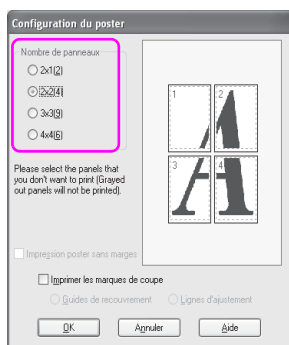 Configuration du poster
Nombre de panneaux
2x1(2)
2x2(4)
3x3(9)
4x4(6)
1
2
3
4
A
Please select the panels that
you don't want to print (Grayed
out panels will not be printed).
Impression poster sans marges
Imprimer les marques de coupe
Guides de recouvrement
Lignes d'ajustement
OK
Annuler
Aide